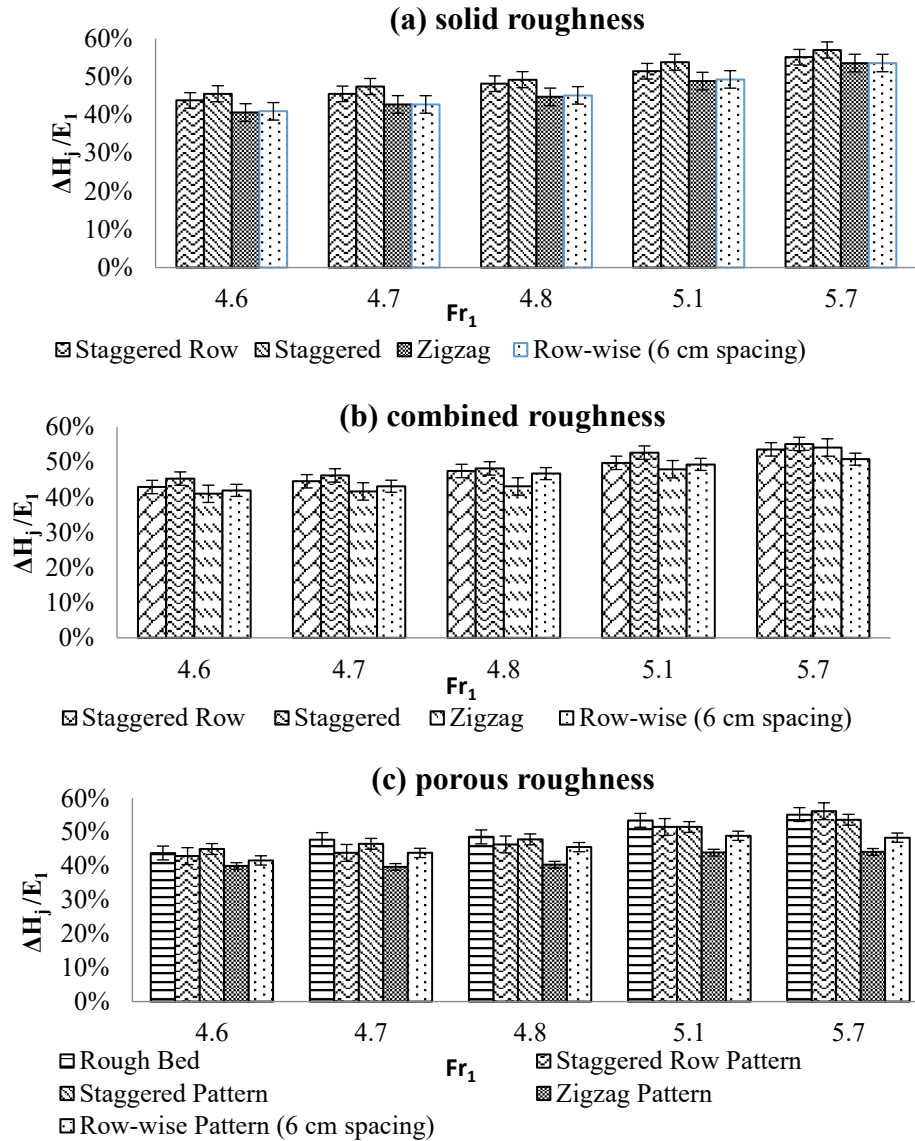 (a) solid roughness
60%
50%
40%
30%
20%
10%
0%
ΔHj/E1
4.6 4.7 4.8 5.1 5.7
Fr1
Staggered Row Staggered Zigzag Row-wise (6 cm spacing)
(b) combined roughness
60%
50%
40%
30%
20%
10%
0%
ΔHj/E1
4.6 4.7 4.8 5.1 5.7
Fr1
Staggered Row Staggered Zigzag Row-wise (6 cm spacing)
(c) porous roughness
60%
50%
40%
30%
20%
10%
0%
ΔHj/E1
4.6 4.7 4.8 5.1 5.7
Fr1
Rough Bed Staggered Row Pattern
Staggered Pattern Zigzag Pattern
Row-wise Pattern (6 cm spacing)